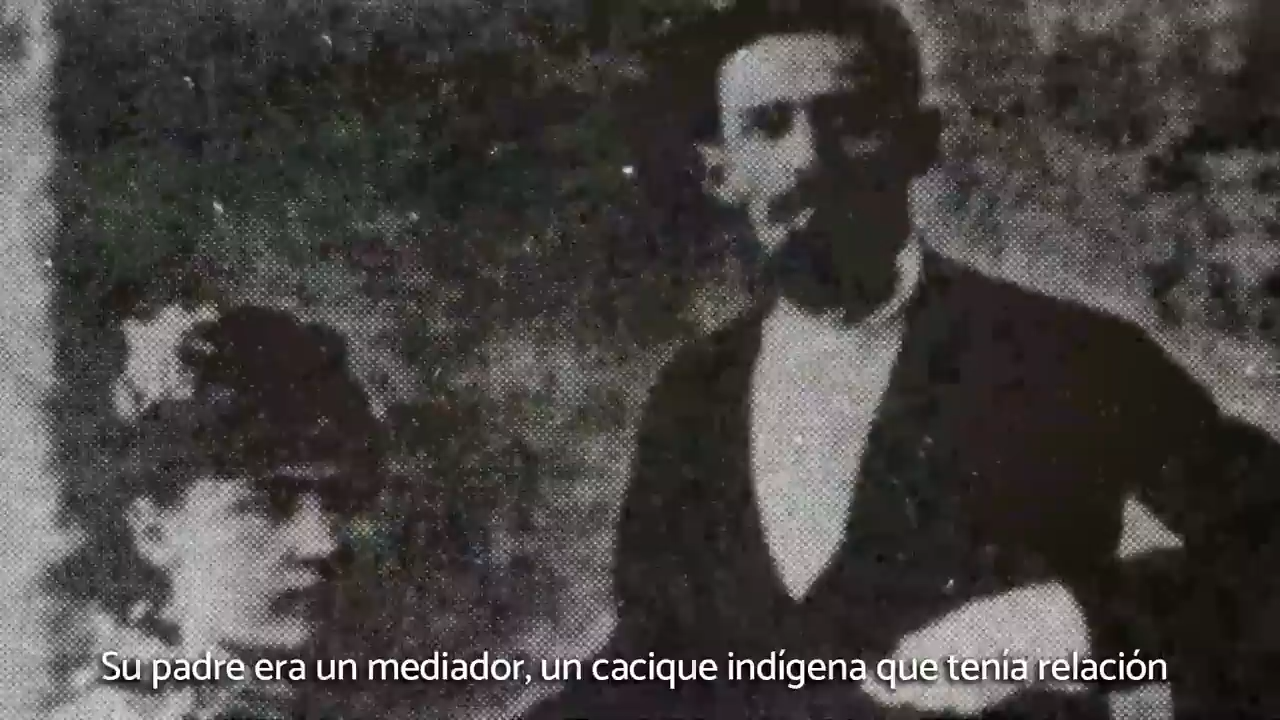 Su padre era un mediador, un cacique indígena que tenía relación